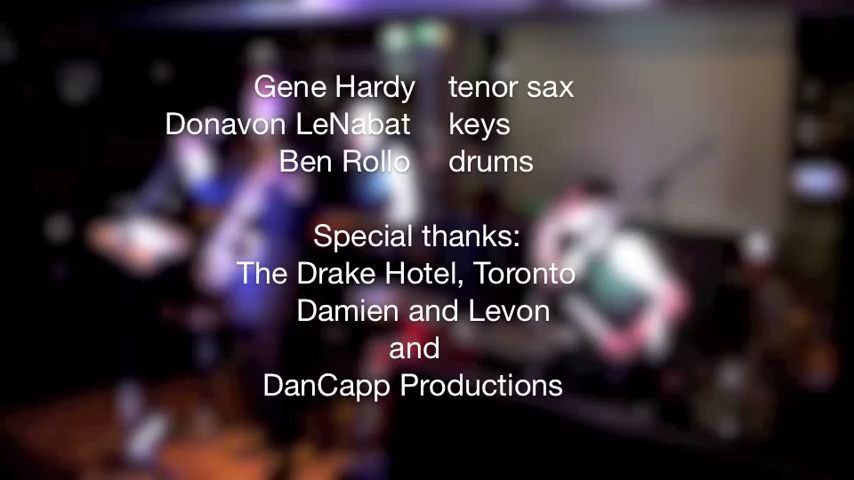 Gene Hardy tenor sax
Donavon LeNabat keys
Ben Rollo drums
Special thanks:
The Drake Hotel, Toronto
Damien and Levon
and
DanCapp Productions